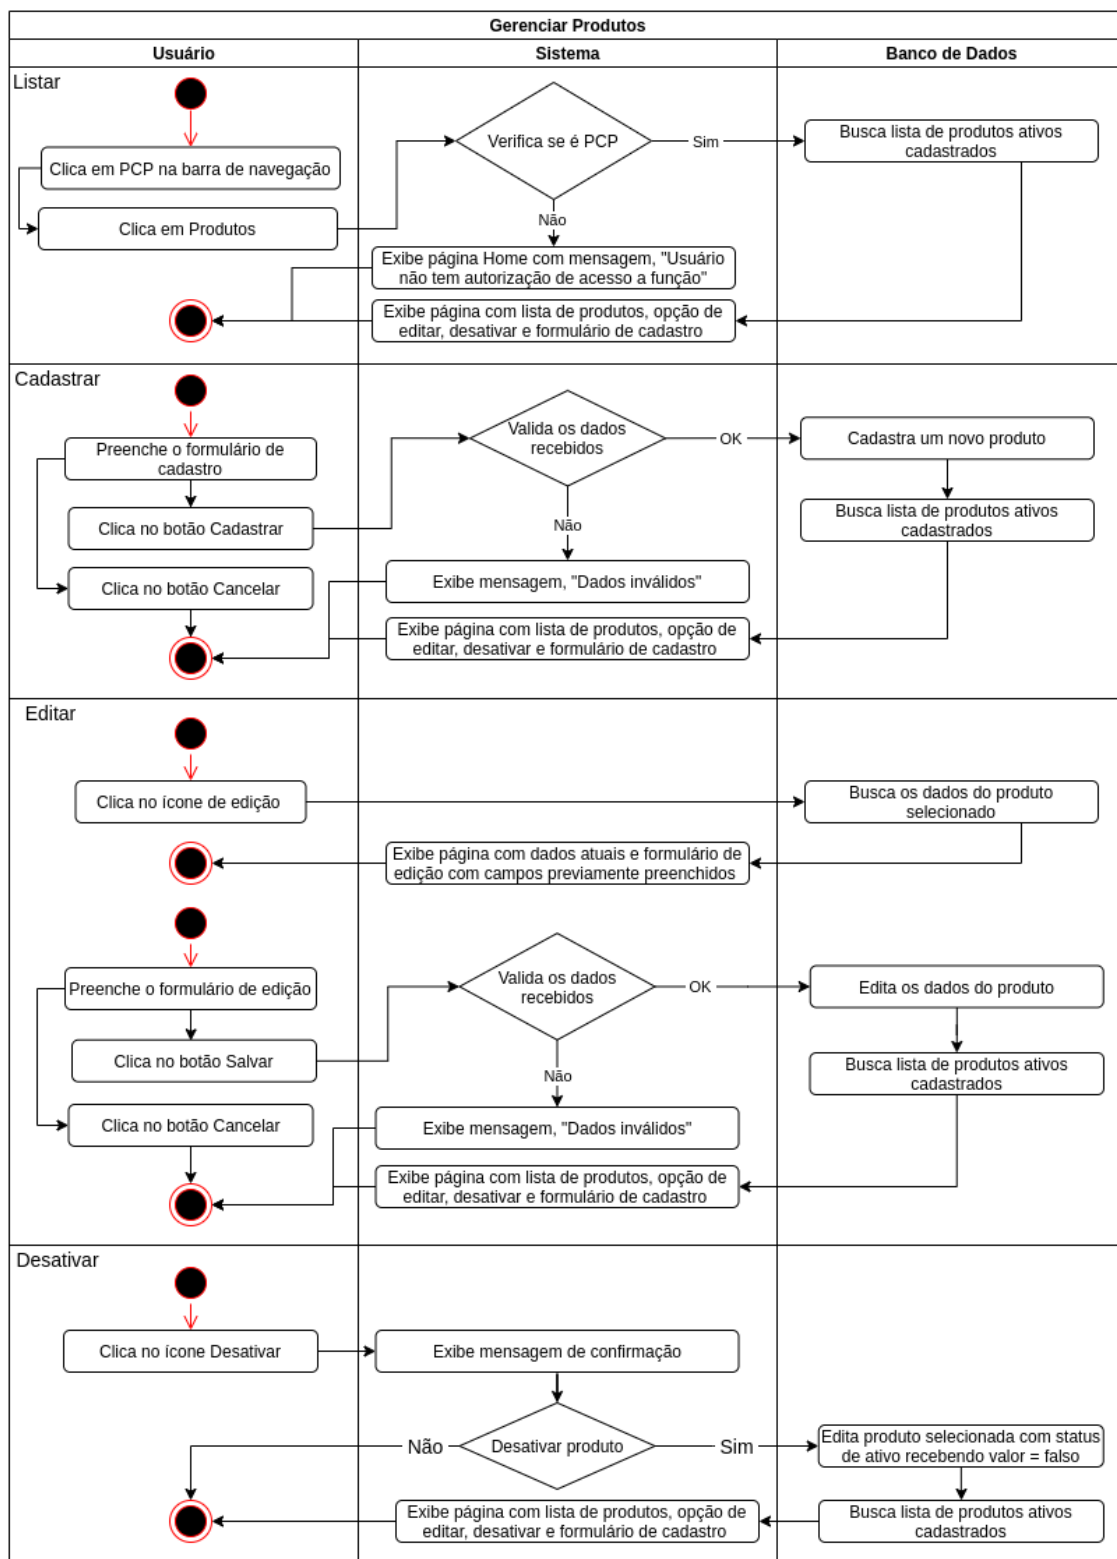 Gerenciar Produtos
Usuário
Sistema
Banco de Dados
Listar
Clica em PCP na barra de navegação
Clica em Produtos
Verifica se é PCP
Sim
Busca lista de produtos ativos
cadastrados
Não
Exibe página Home com mensagem, "Usuário
não tem autorização de acesso a função"
Exibe página com lista de produtos, opção de
editar, desativar e formulário de cadastro
Cadastrar
Preenche o formulário de
cadastro
Clica no botão Cadastrar
Clica no botão Cancelar
Valida os dados
recebidos
OK
Cadastra um novo produto
Busca lista de produtos ativos
cadastrados
Não
Exibe mensagem, "Dados inválidos"
Exibe página com lista de produtos, opção de
editar, desativar e formulário de cadastro
Editar
Clica no ícone de edição
Busca os dados do produto
selecionado
Exibe página com dados atuais e formulário de
edição com campos previamente preenchidos
Preenche o formulário de edição
Clica no botão Salvar
Clica no botão Cancelar
Valida os dados
recebidos
OK
Edita os dados do produto
Busca lista de produtos ativos
cadastrados
Não
Exibe mensagem, "Dados inválidos"
Exibe página com lista de produtos, opção de
editar, desativar e formulário de cadastro
Desativar
Clica no ícone Desativar
Exibe mensagem de confirmação
Não
Desativar produto
Sim
Edita produto selecionada com status
de ativo recebendo valor = falso
Busca lista de produtos ativos
cadastrados
Exibe página com lista de produtos, opção de
editar, desativar e formulário de cadastro